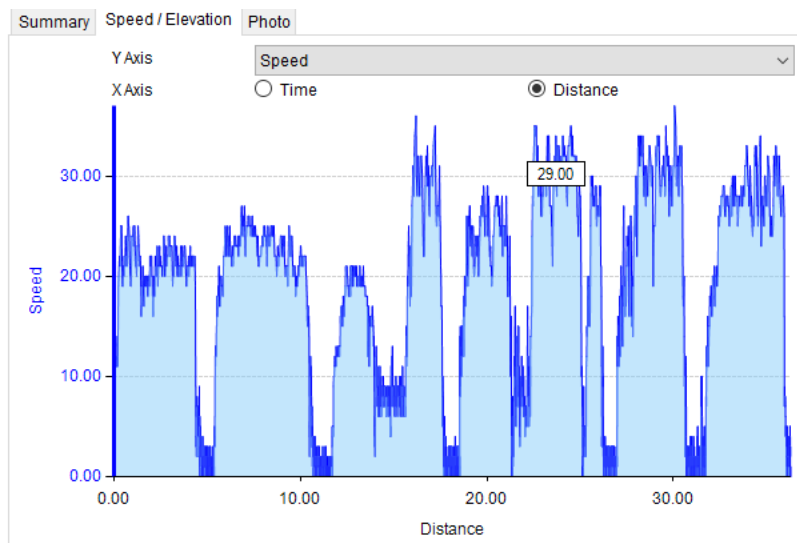 Summary Speed / Elevation Photo
Y Axis Speed
X Axis Time Distance
30.00
29.00
20.00
Speed
10.00
0.00
0.00 10.00 20.00 30.00
Distance